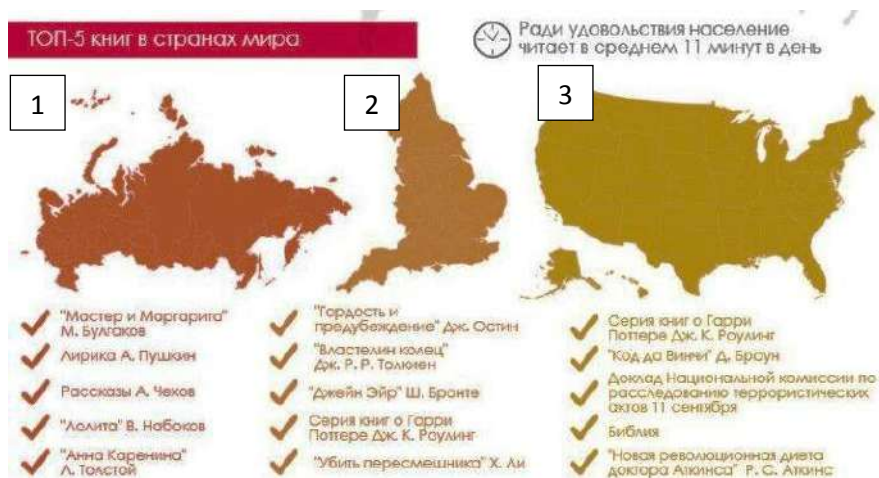 ТОП-5 книг в странах мира
Ради удовольствия население
читает в среднем 11 минут в день
1
2
3
"Мастер и Маргарита"
М. Булгаков
Лирика А. Пушкин
Рассказы А. Чехов
"Лолита" В. Набоков
"Анна Каренина"
Л. Толстой
"Гордость и
предубеждение" Дж. Остин
"Властелин колец"
Дж. Р. Р. Толкиен
"Джейн Эйр" Ш. Бронте
Серия книг о Гарри
Поттере Дж. К. Роулинг
"Убить пересмешника" Х. Ли
Серия книг о Гарри
Поттере Дж. К. Роулинг
"Код да Винчи" Д. Браун
Доклад Национальной комиссии по
расследованию террористических
актов 11 сентября
Библия
"Новая революционная диета
доктора Аткинса" Р. С. Аткинс